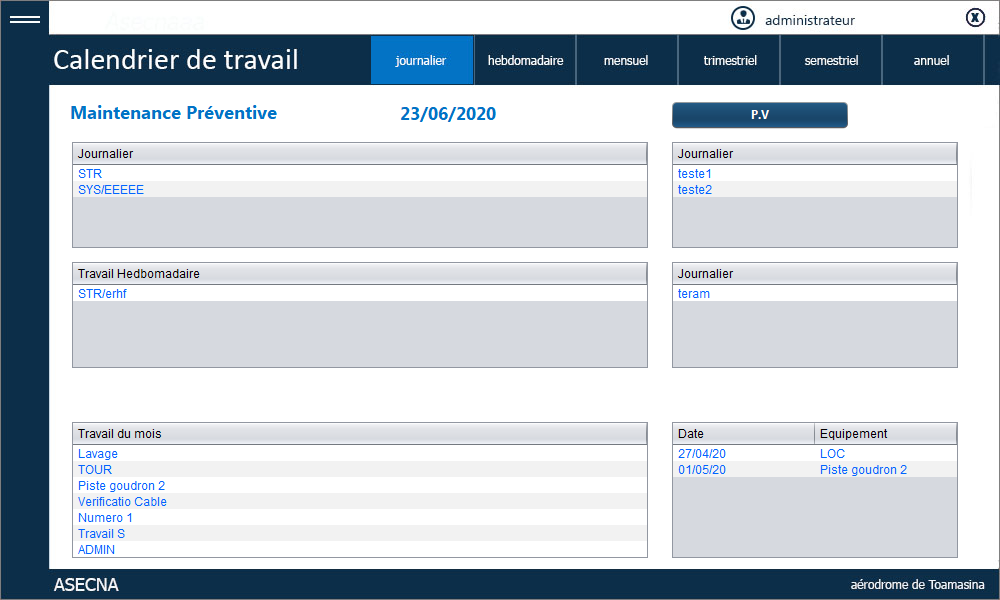 Asecnaaa
administrateur
X
Calendrier de travail
journalier
hebdomadaire
mensuel
trimestriel
semestriel
annuel
Maintenance Préventive
23/06/2020
P.V
Journalier
STR
SYS/EEEEE
Journalier
teste1
teste2
Travail Hedbomadaire
STR/erhf
Journalier
teram
Travail du mois
Lavage
TOUR
Piste goudron 2
Verificatio Cable
Numero 1
Travail S
ADMIN
Date Equipement
27/04/20 LOC
01/05/20 Piste goudron 2
ASECNA
aérodrome de Toamasina